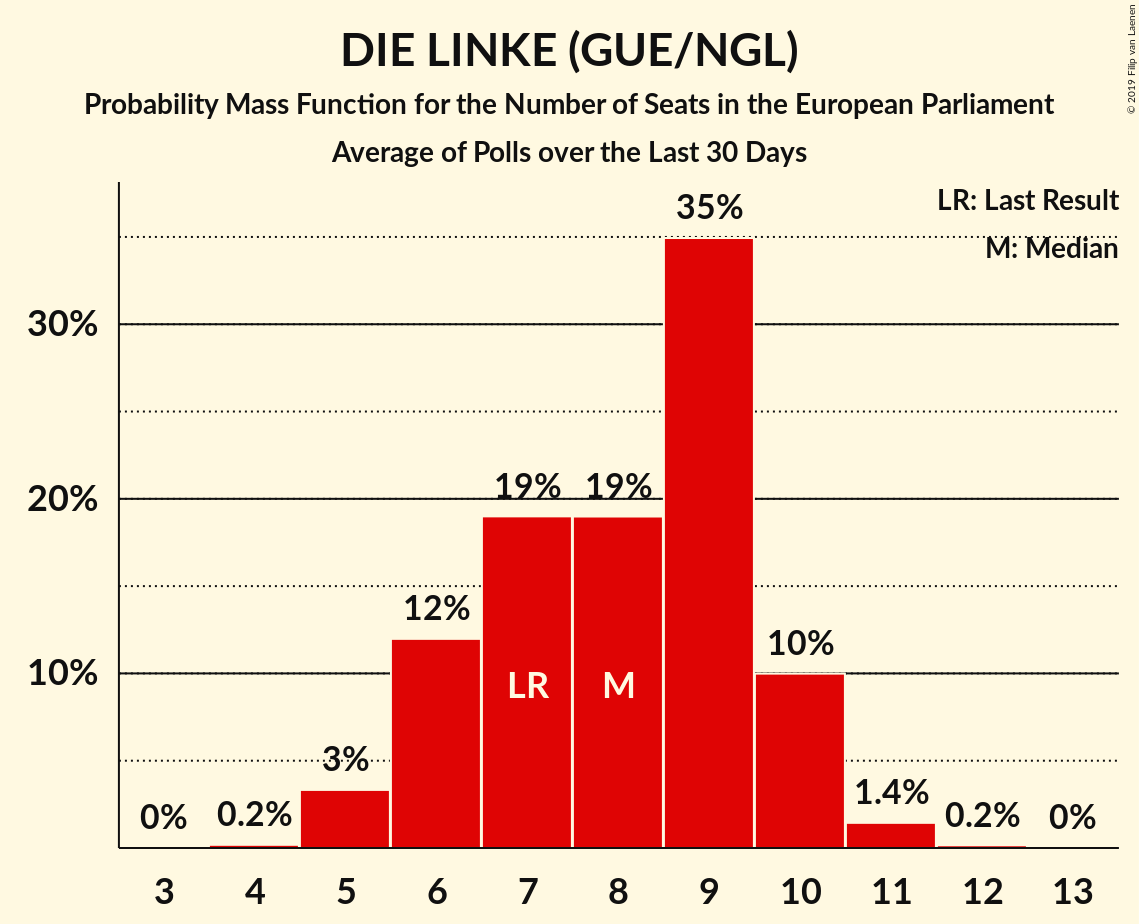 DIE LINKE (GUE/NGL)
Probability Mass Function for the Number of Seats in the European Parliament
Average of Polls over the Last 30 Days
© 2019 Filip van Laenen
LR: Last Result
M: Median
35%
30%
20%
10%
19%
19%
12%
10%
3%
1.4%
0%
0.2%
0.2%
0%
LR
M
3 4 5 6 7 8 9 10 11 12 13